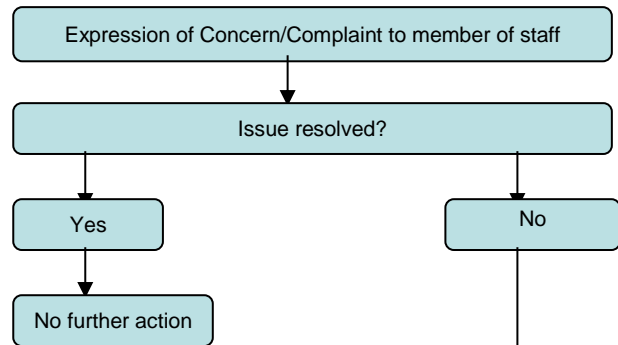 Expression of Concern/Complaint to member of staff
Issue resolved?
Yes
No
No further action